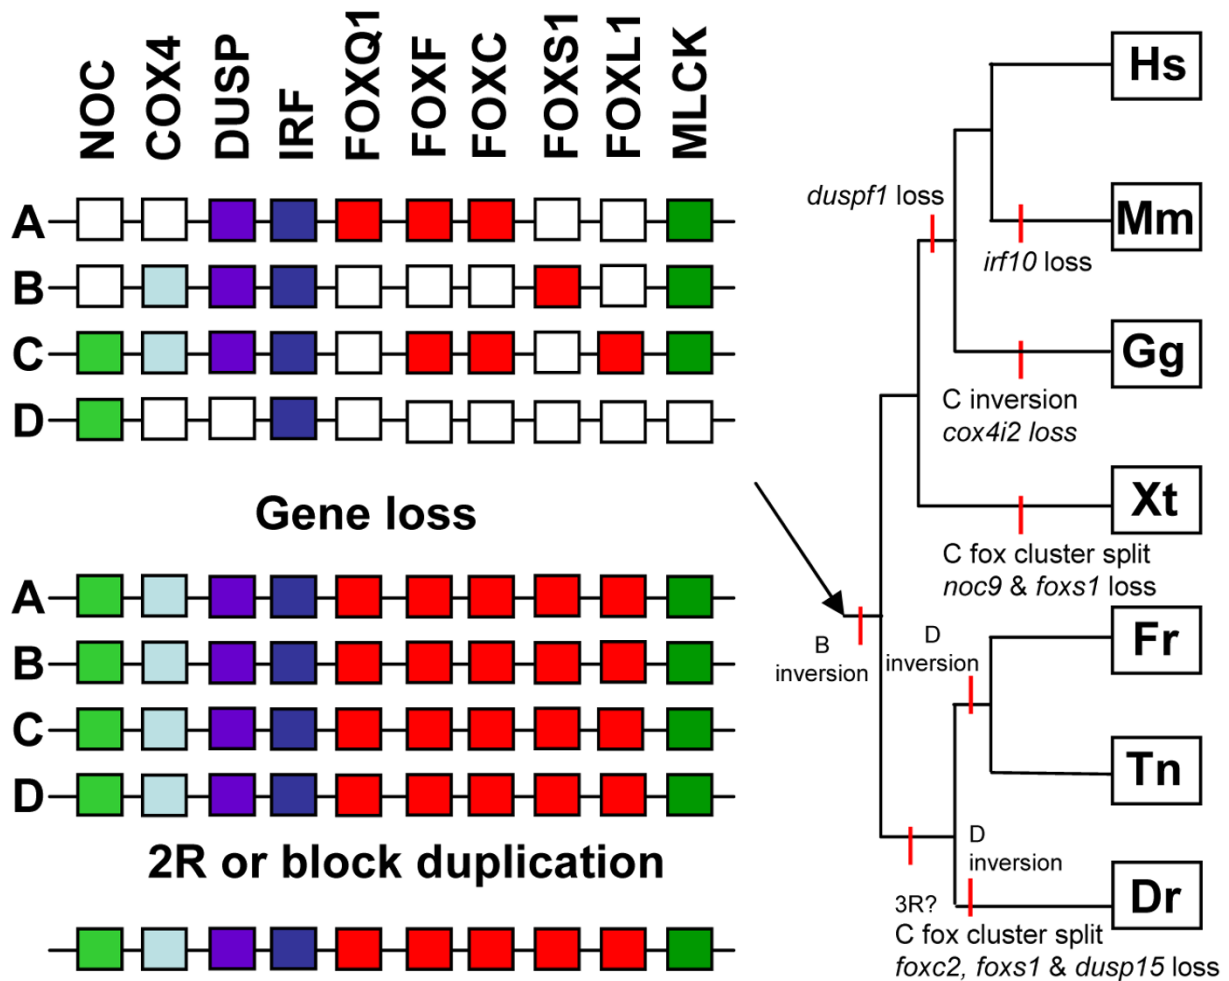 NOC
COX4
DUSP
IRF
FOXQ1
FOXF
FOXC
FOXS1
FOXL1
MLCK
A
B
C
D
Gene loss
A
B
C
D
2R or block duplication
Hs
duspf1 loss
Mm
irf10 loss
Gg
C inversion
cox4i2 loss
Xt
C fox cluster split
noc9 & foxs1 loss
B
inversion
D
inversion
Fr
Tn
D
inversion
Dr
3R?
C fox cluster split
foxc2, foxs1 & dusp15 loss